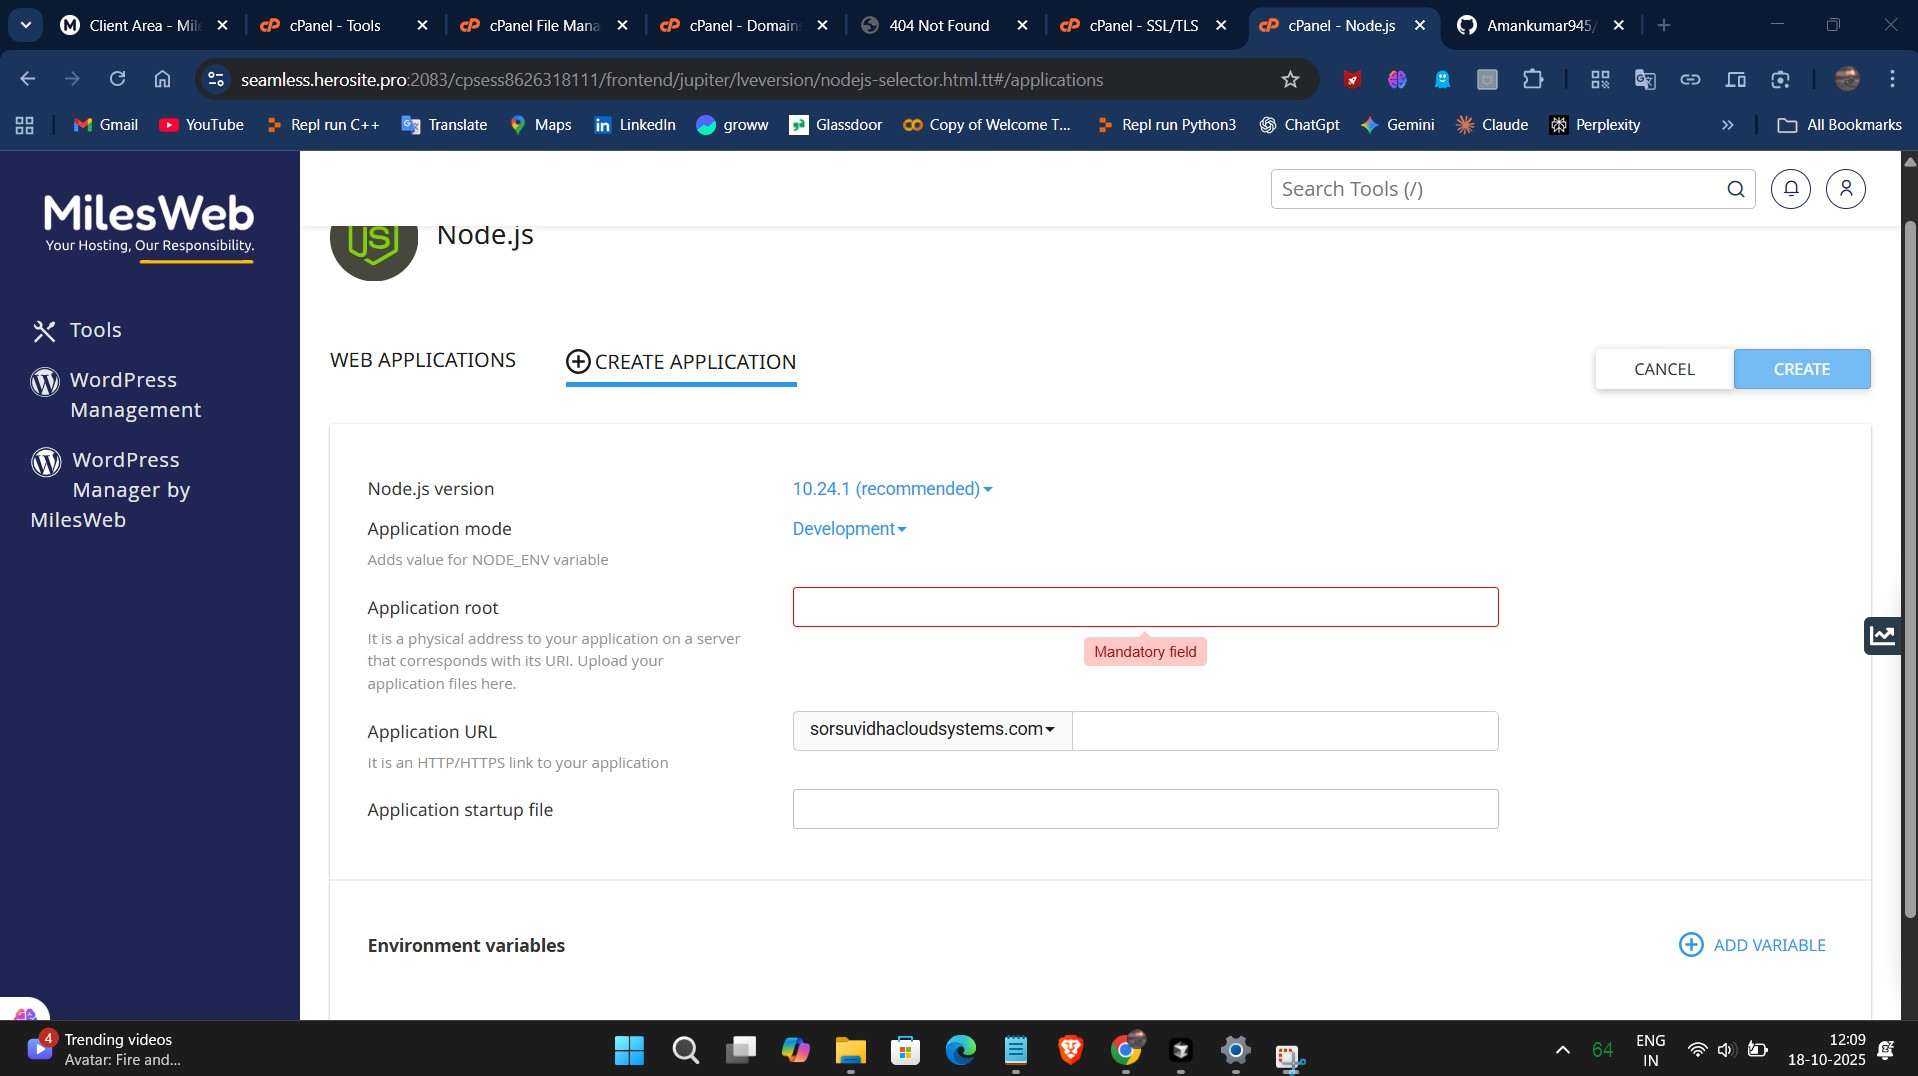 Client Area - Mil
cPanel - Tools
cPanel File Mana
cPanel - Domain
404 Not Found
cPanel - SSL/TLS
cPanel - Node.js
Amankumar945/
seamless.herosite.pro:2083/cpsess8626318111/frontend/jupiter/lveversion/nodejs-selector.html.tt#/applications
Gmail
YouTube
Repl run C++
Translate
Maps
LinkedIn
groww
Glassdoor
Copy of Welcome T...
Repl run Python3
ChatGpt
Gemini
Claude
Perplexity
»
All Bookmarks
MilesWeb
Your Hosting, Our Responsibility.
Tools
WordPress
Management
WordPress
Manager by
MilesWeb
Search Tools (/)
JS
Node.js
WEB APPLICATIONS
CREATE APPLICATION
CANCEL
CREATE
Node.js version
10.24.1 (recommended)
Application mode
Development
Adds value for NODE_ENV variable
Application root
It is a physical address to your application on a server
that corresponds with its URI. Upload your
application files here.
Mandatory field
Application URL
sorsuvidhacloudsystems.com
It is an HTTP/HTTPS link to your application
Application startup file
Environment variables
ADD VARIABLE
4
Trending videos
Avatar: Fire and...
64
ENG
IN
12:09
18-10-2025